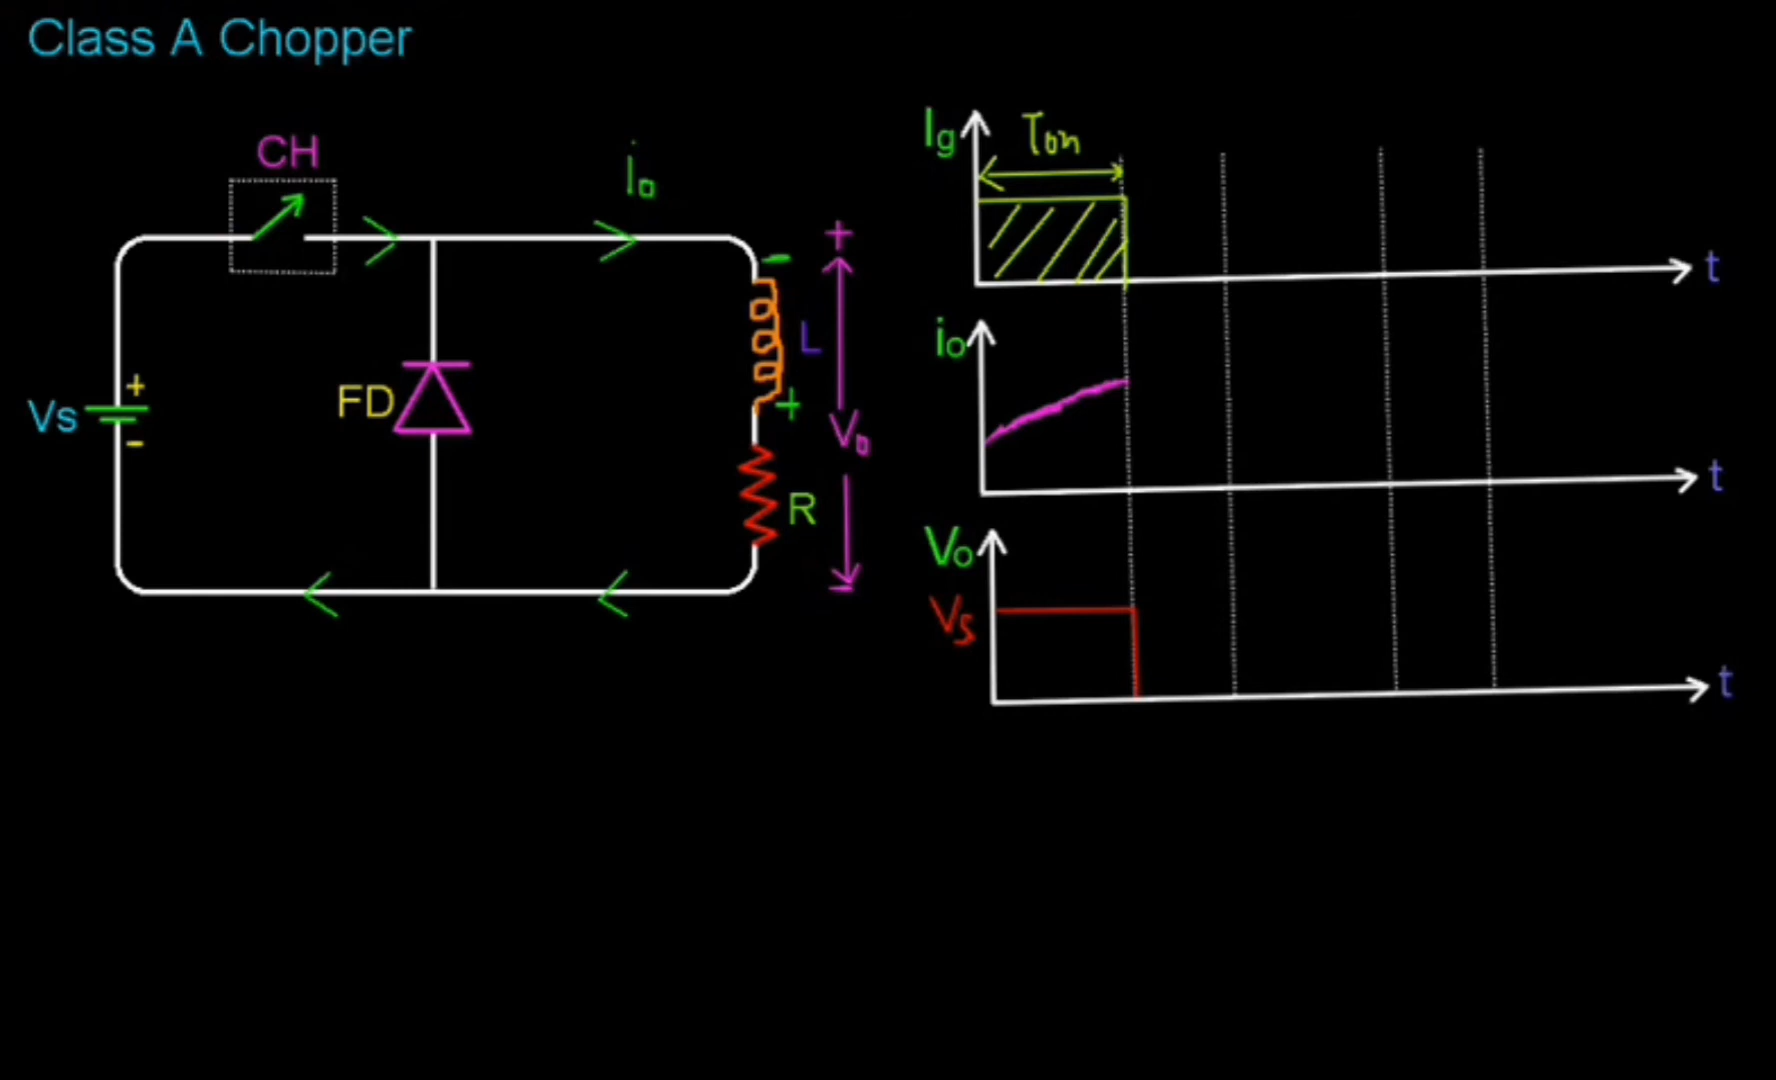 Class A Chopper
CH
io
+
-
L
+
Vs
+
-
FD
Vo
R
-
Ig
Ton
t
io
t
Vo
Vs
t